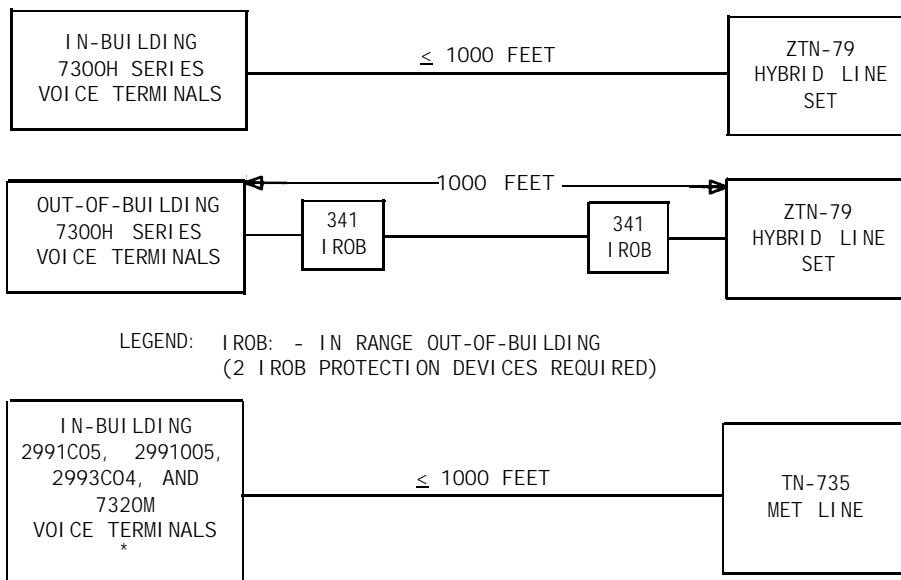 IN-BUILDING
7300H SERIES
VOICE TERMINALS
≤ 1000 FEET
ZTN-79
HYBRID LINE
SET
OUT-OF-BUILDING
7300H SERIES
VOICE TERMINALS
1000 FEET
341
IROB
341
IROB
ZTN-79
HYBRID LINE
SET
LEGEND: IROB: - IN RANGE OUT-OF-BUILDING
(2 IROB PROTECTION DEVICES REQUIRED)
IN-BUILDING
2991C05, 2991005,
2993C04, AND
7320M
VOICE TERMINALS
*
≤ 1000 FEET
TN-735
MET LINE